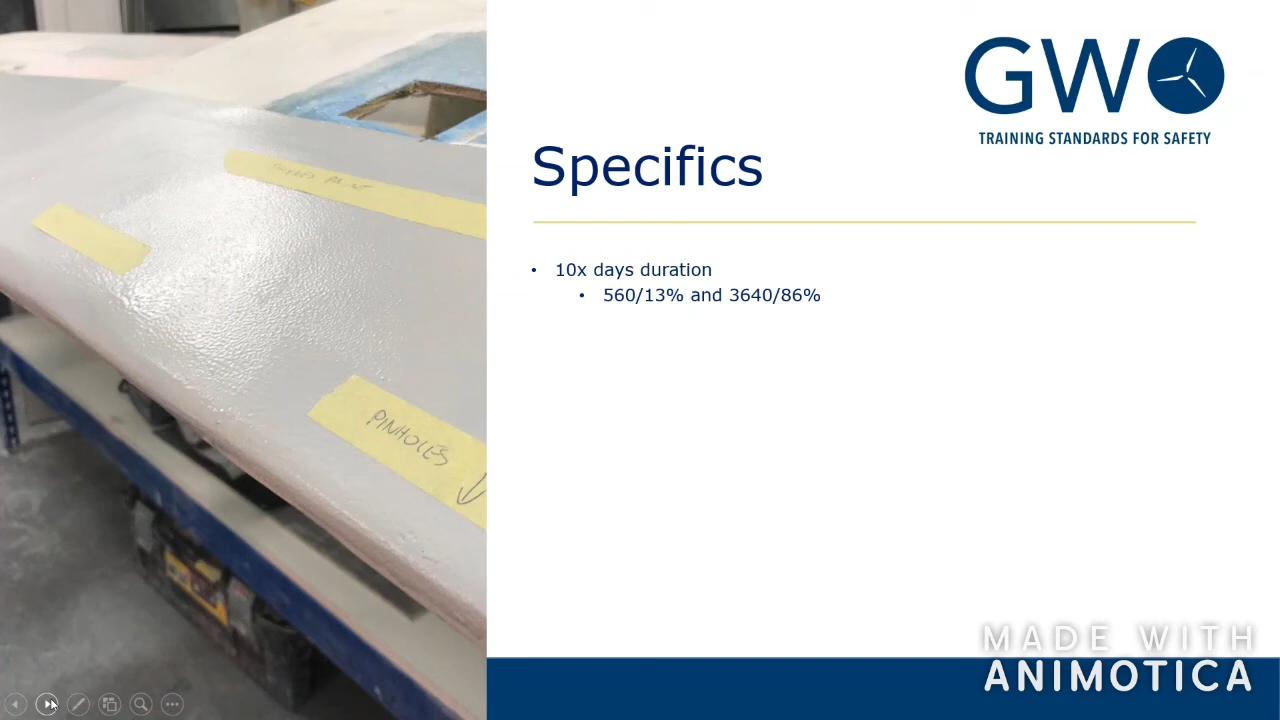 GWO
TRAINING STANDARDS FOR SAFETY
Specifics
• 10x days duration
• 560/13% and 3640/86%
PINHOLES
MADE WITH
ANIMOTICA